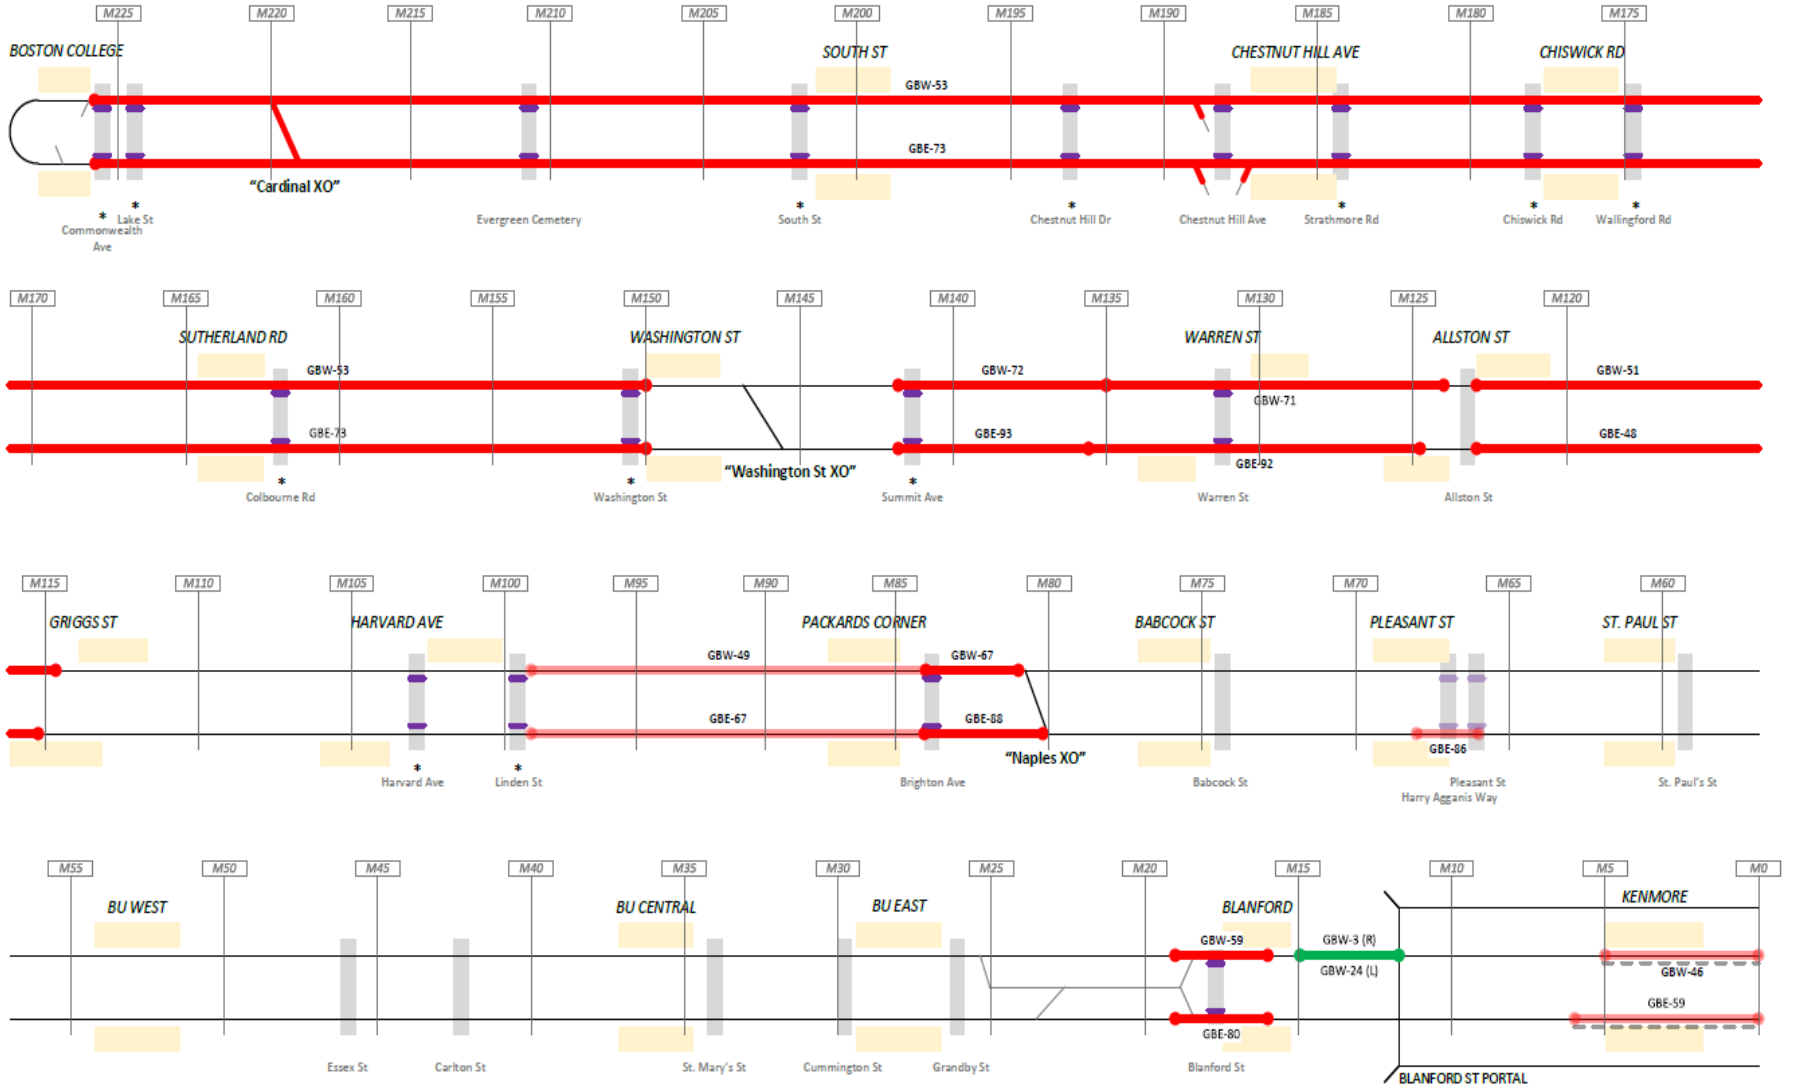 M225 M220 M215 M210 M205 M200 M195 M190 M185 M180 M175
BOSTON COLLEGE SOUTH ST CHESTNUT HILL AVE CHISWICK RD
GBW-53
GBE-73
"Cardinal XO"
* * * * * * *
Lake St Evergreen Cemetery South St Chestnut Hill Dr Chestnut Hill Ave Strathmore Rd Chiswick Rd Wallingford Rd
Commonwealth
Ave
M170 M165 M160 M155 M150 M145 M140 M135 M130 M125 M120
SUTHERLAND RD WASHINGTON ST WARREN ST ALLSTON ST
GBW-53 GBW-72 GBW-51
GBW-71
GBE-73 GBE-93 GBE-48
GBE-92
"Washington St XO"
* * *
Colbourne Rd Washington St Summit Ave Warren St Allston St
M115 M110 M105 M100 M95 M90 M85 M80 M75 M70 M65 M60
GRIGGS ST HARVARD AVE PACKARDS CORNER BABCOCK ST PLEASANT ST ST. PAUL ST
GBW-49 GBW-67
GBE-67 GBE-88
GBE-86
"Naples XO"
* *
Harvard Ave Linden St Brighton Ave Babcock St Pleasant St St. Paul's St
Harry Agganis Way
M55 M50 M45 M40 M35 M30 M25 M20 M15 M10 M5 M0
BU WEST BU CENTRAL BU EAST BLANFORD KENMORE
GBW-59 GBW-3 (R)
GBW-24 (L) GBW-46
GBE-59
GBE-80
Essex St Carlton St St. Mary's St Cummington St Grandby St Blanford St
BLANFORD ST PORTAL